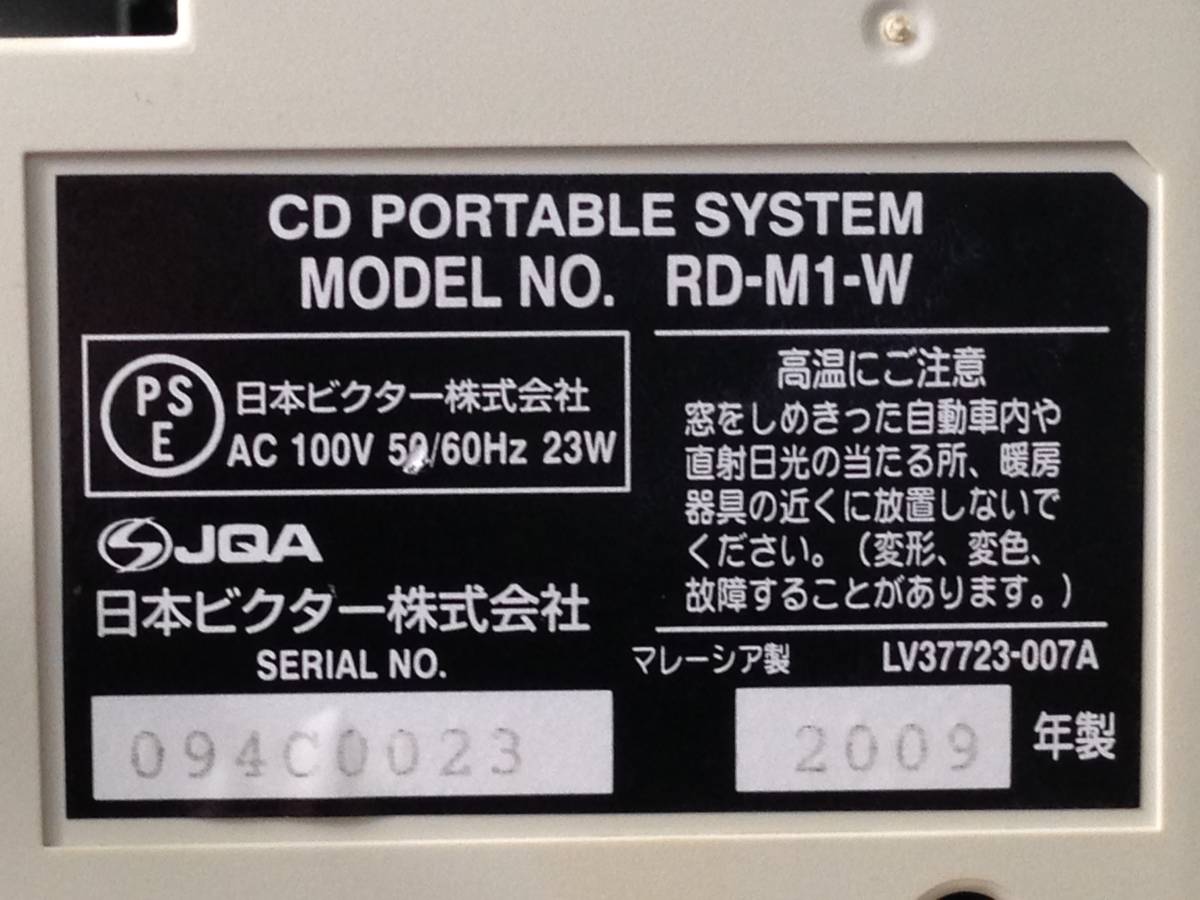 CD PORTABLE SYSTEM
MODEL NO. RD-M1-W
PS
E
日本ビクター株式会社
AC 100V 50/60Hz 23W
JQA
日本ビクター株式会社
SERIAL NO.
094C0023
高温にご注意
窓をしめきった自動車内や
直射日光の当たる所、暖房
器具の近くに放置しないで
ください。（変形、変色、
故障することがあります。）
マレーシア製 LV37723-007A
2009 年製